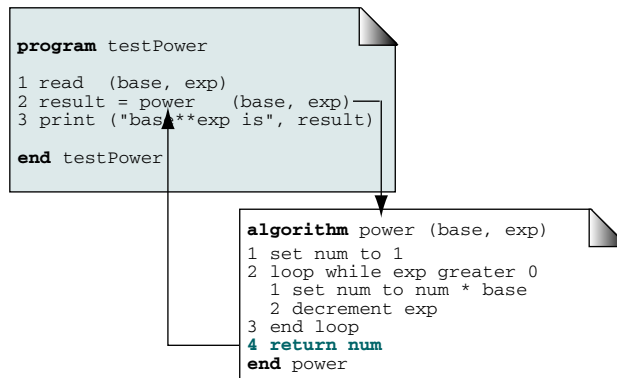 program testPower
1 read (base, exp)
2 result = power (base, exp)
3 print ("base**exp is", result)
end testPower
algorithm power (base, exp)
1 set num to 1
2 loop while exp greater 0
1 set num to num * base
2 decrement exp
3 end loop
4 return num
end power